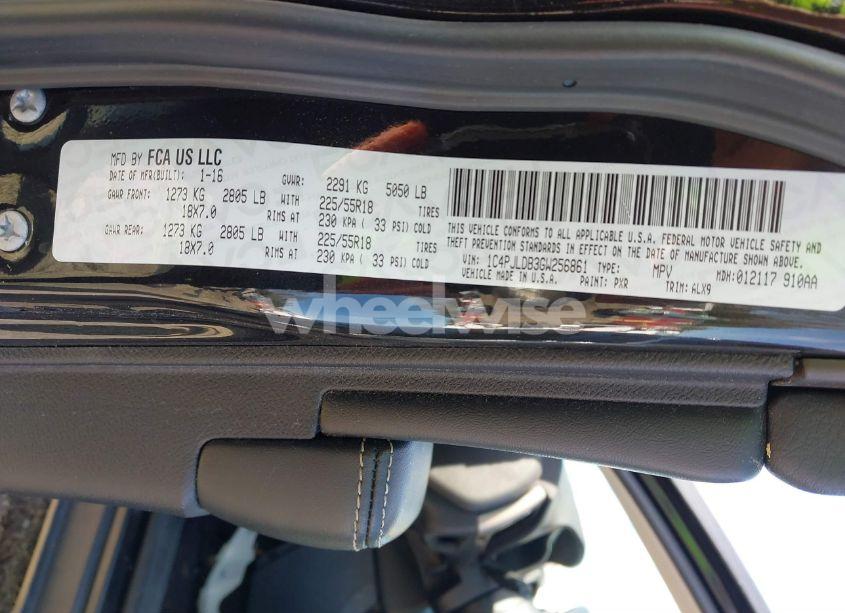 MFD BY FCA US LLC
DATE OF MFR(BUILT): 1-16 GVWR: 2291 KG 5050 LB
GAWR FRONT: 1273 KG 2805 LB WITH 225/55R18 TIRES
18X7.0 RIMS AT 230 KPA ( 33 PSI) COLD
GAWR REAR: 1273 KG 2805 LB WITH 225/55R18 TIRES
18X7.0 RIMS AT 230 KPA ( 33 PSI) COLD
THIS VEHICLE CONFORMS TO ALL APPLICABLE U.S.A. FEDERAL MOTOR VEHICLE SAFETY AND
THEFT PREVENTION STANDARDS IN EFFECT ON THE DATE OF MANUFACTURE SHOWN ABOVE.
VIN: 1C4PJLDB3GW256861 TYPE: MPV MDH:012117 910AA
VEHICLE MADE IN U.S.A. PAINT: PXR TRIM: ALX9
wheelwise